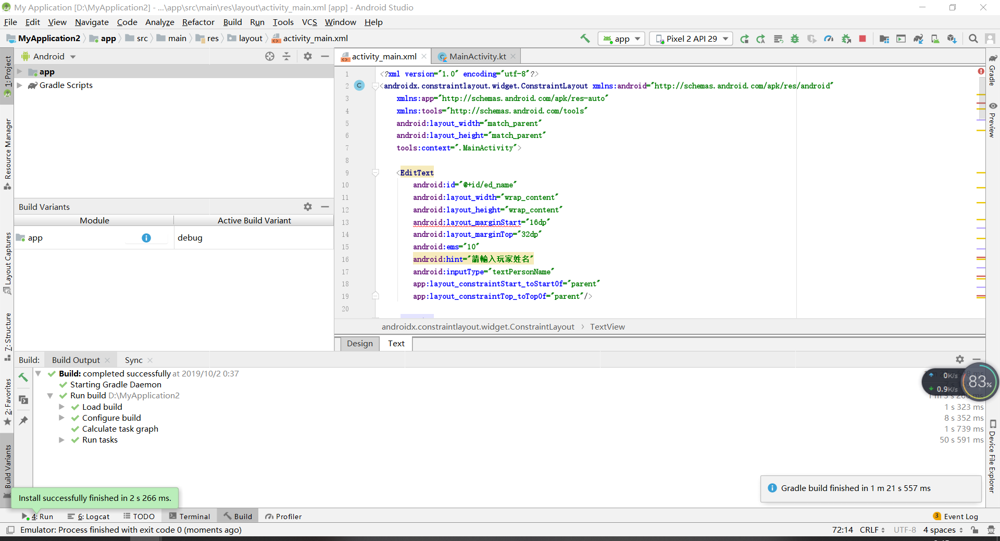 My Application [D:\MyApplication2] - ...\app\src\main\res\layout\activity_main.xml [app] - Android Studio
File Edit View Navigate Code Analyze Refactor Build Run Tools VCS Window Help
MyApplication2 app src main res layout activity_main.xml
app
Pixel 2 API 29
1: Project
Resource Manager
Layout Captures
7: Structure
2: Favorites
Build Variants
Android
app
Gradle Scripts
Build Variants
Module Active Build Variant
app debug
activity_main.xml MainActivity.kt
1 <?xml version="1.0" encoding="utf-8"?>
2 <androidx.constraintlayout.widget.ConstraintLayout xmlns:android="http://schemas.android.com/apk/res/android"
3 xmlns:app="http://schemas.android.com/apk/res-auto"
4 xmlns:tools="http://schemas.android.com/tools"
5 android:layout_width="match_parent"
6 android:layout_height="match_parent"
7 tools:context=".MainActivity">
8
9 <EditText
10 android:id="@+id/ed_name"
11 android:layout_width="wrap_content"
12 android:layout_height="wrap_content"
13 android:layout_marginStart="16dp"
14 android:layout_marginTop="32dp"
15 android:ems="10"
16 android:hint="請輸入玩家姓名"
17 android:inputType="textPersonName"
18 app:layout_constraintStart_toStartOf="parent"
19 app:layout_constraintTop_toTopOf="parent"/>
20
androidx.constraintlayout.widget.ConstraintLayout › TextView
Design Text
Gradle
Preview
Device File Explorer
Build: Build Output Sync
Build: completed successfully at 2019/10/2 0:37
Starting Gradle Daemon
Run build D:\MyApplication2
Load build 1 s 323 ms
Configure build 8 s 352 ms
Calculate task graph 1 s 739 ms
Run tasks 50 s 591 ms
0K/s
0.9K/s
83%
Install successfully finished in 2 s 266 ms.
Gradle build finished in 1 m 21 s 557 ms
4: Run 6: Logcat TODO Terminal Build Profiler 3 Event Log
Emulator: Process finished with exit code 0 (moments ago) 72:14 CRLF UTF-8 4 spaces